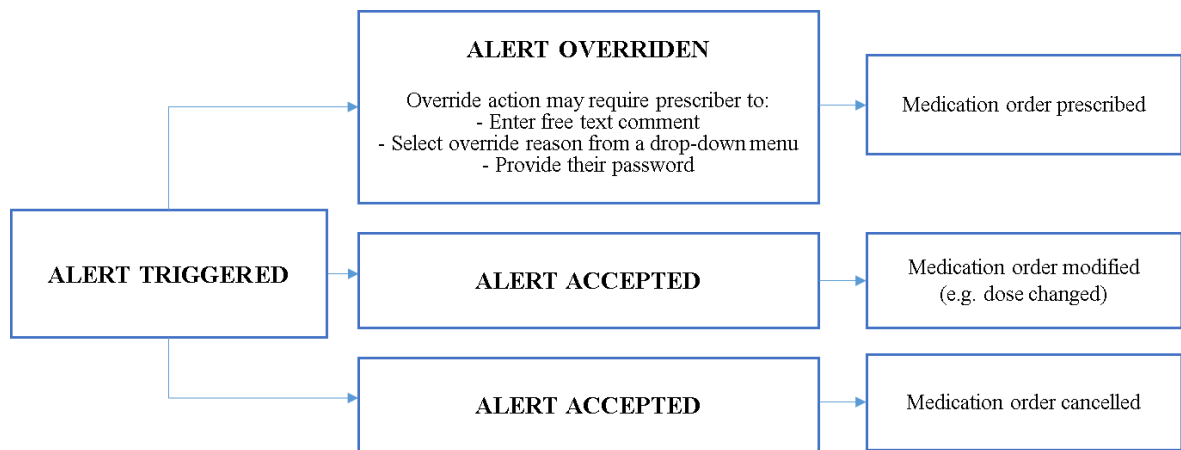 ALERT OVERRIDEN
Override action may require prescriber to:
- Enter free text comment
- Select override reason from a drop-down menu
- Provide their password
Medication order prescribed
ALERT TRIGGERED
ALERT ACCEPTED
Medication order modified
(e.g. dose changed)
ALERT ACCEPTED
Medication order cancelled